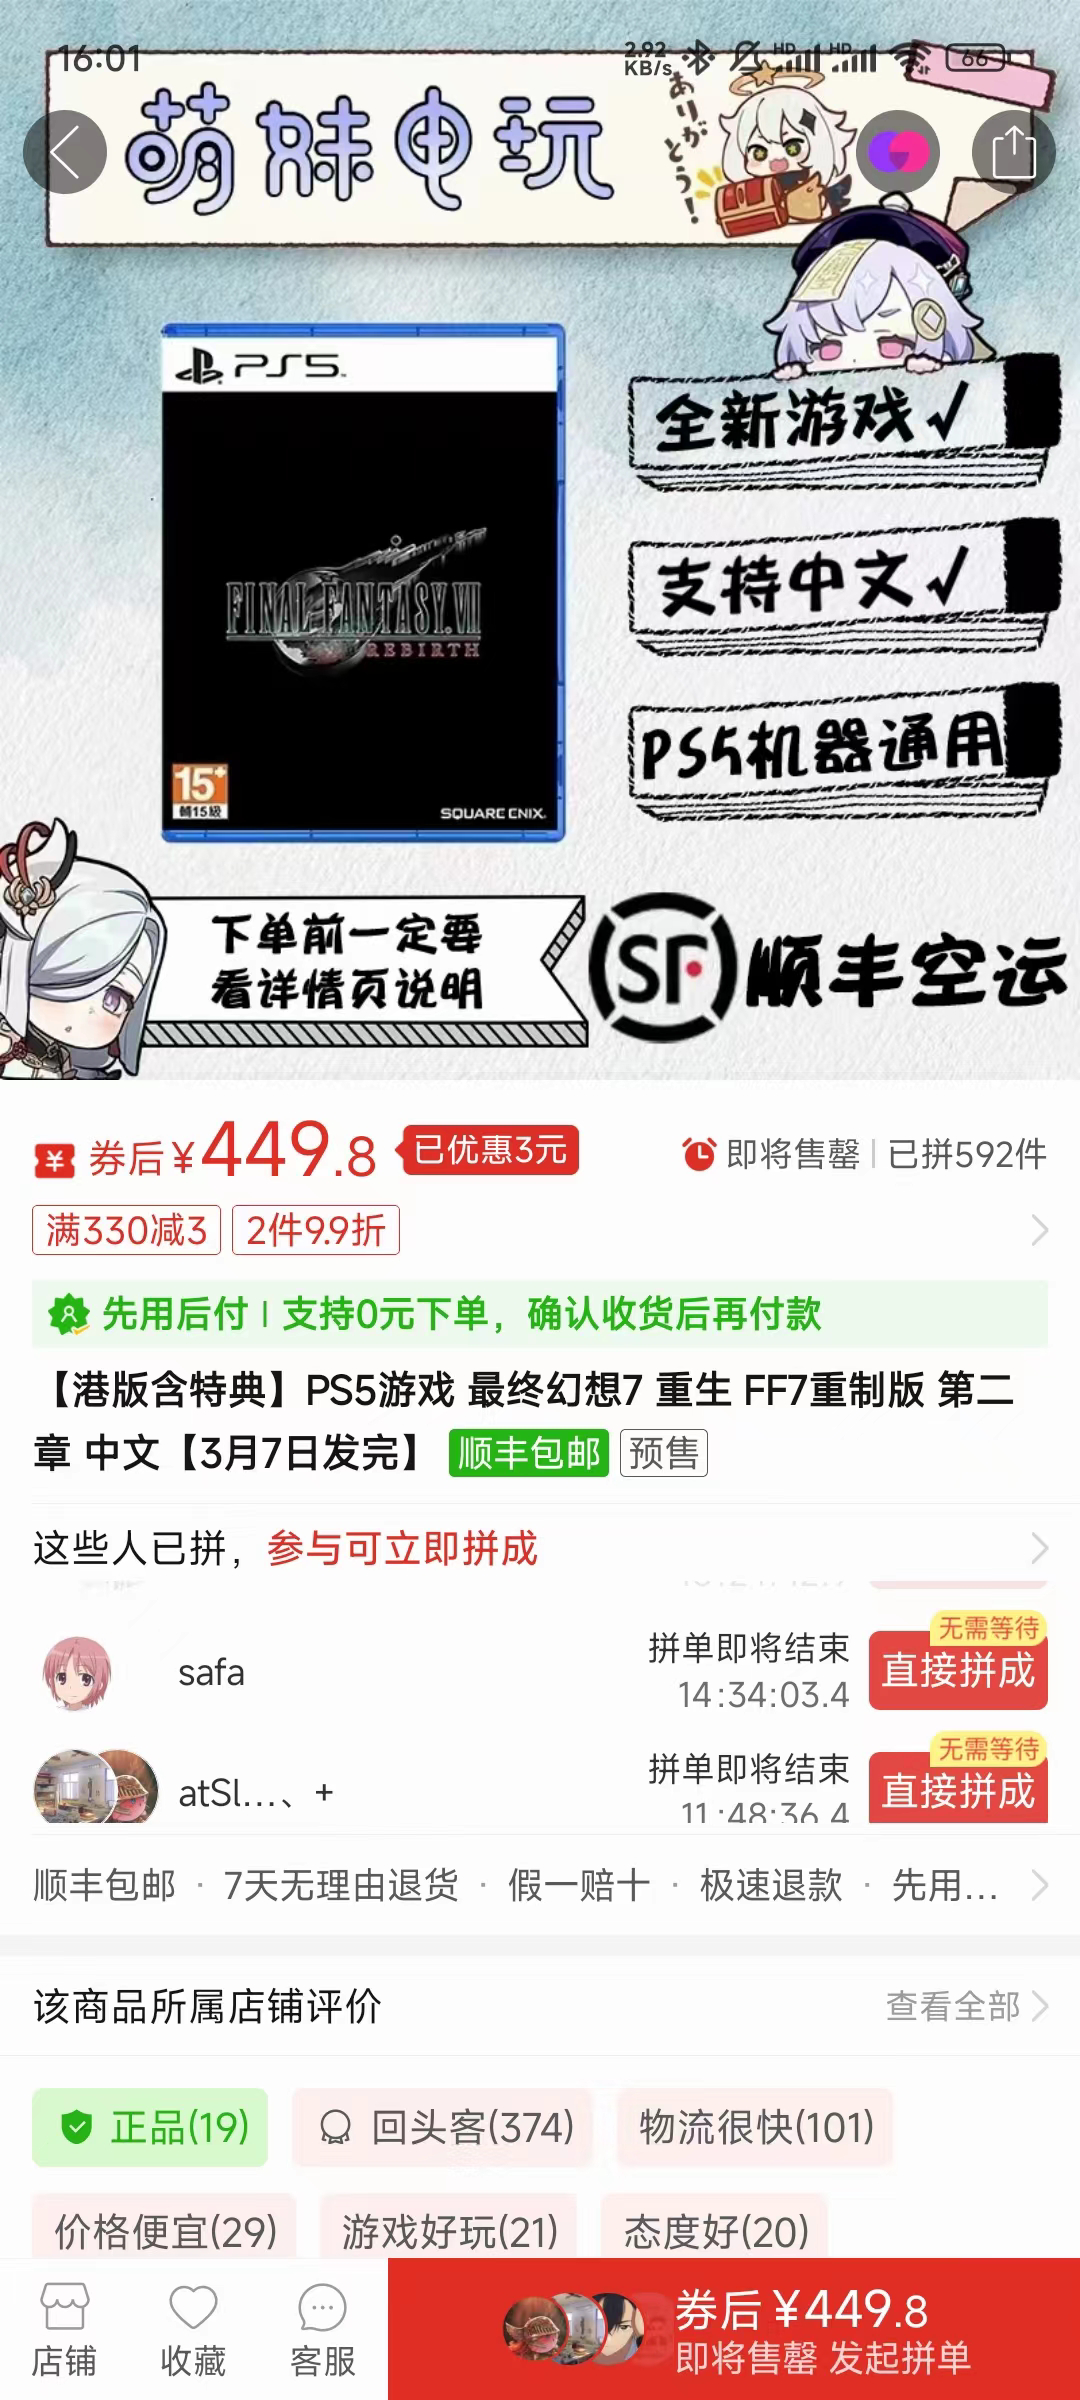 16:01
2.92 KB/s
HD
HD
66
萌妹电玩
ありがとう!
PS5
全新游戏√
FINAL FANTASY VII
REBIRTH
支持中文√
PS5机器通用
15+
輔15級
SQUARE ENIX.
下单前一定要
看详情页说明
SF
顺丰空运
券后¥449.8
已优惠3元
即将售罄
已拼592件
满330减3
2件9.9折
先用后付 | 支持0元下单，确认收货后再付款
【港版含特典】PS5游戏 最终幻想7 重生 FF7重制版 第二
章 中文【3月7日发完】 顺丰包邮 预售
这些人已拼，参与可立即拼成
safa
拼单即将结束
14:34:03.4
无需等待
直接拼成
atSl...、+
拼单即将结束
11:48:36.4
无需等待
直接拼成
顺丰包邮 · 7天无理由退货 · 假一赔十 · 极速退款 · 先用...
该商品所属店铺评价
查看全部
正品(19)
回头客(374)
物流很快(101)
价格便宜(29)
游戏好玩(21)
态度好(20)
店铺
收藏
客服
券后¥449.8
即将售罄 发起拼单